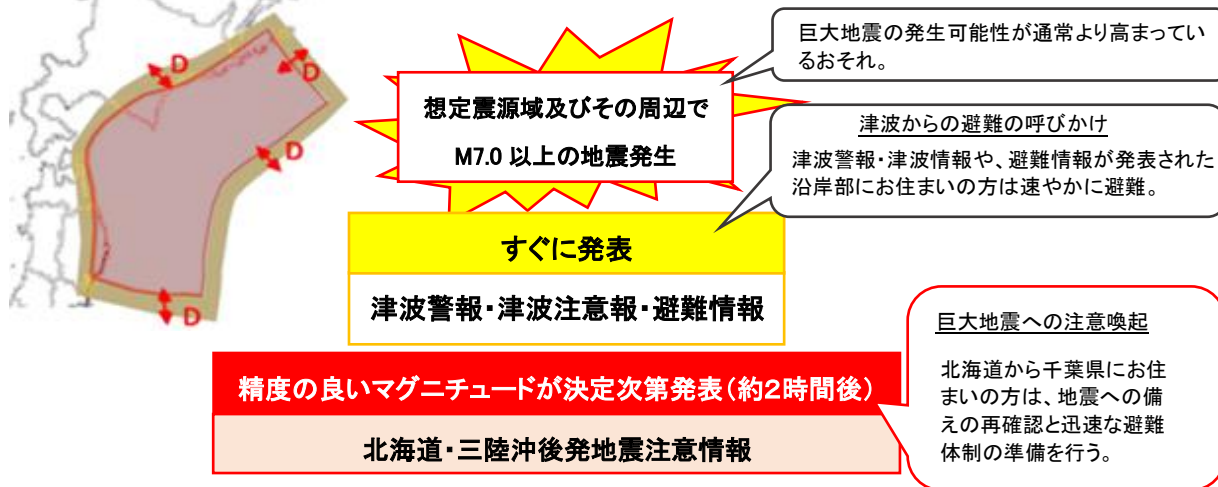 D
D
D
D
想定震源域及びその周辺で
M7.0 以上の地震発生
巨大地震の発生可能性が通常より高まってい
るおそれ。
津波からの避難の呼びかけ
津波警報・津波情報や、避難情報が発表された
沿岸部にお住まいの方は速やかに避難。
すぐに発表
津波警報・津波注意報・避難情報
精度の良いマグニチュードが決定次第発表(約2時間後)
北海道・三陸沖後発地震注意情報
巨大地震への注意喚起
北海道から千葉県にお住
まいの方は、地震への備
えの再確認と迅速な避難
体制の準備を行う。